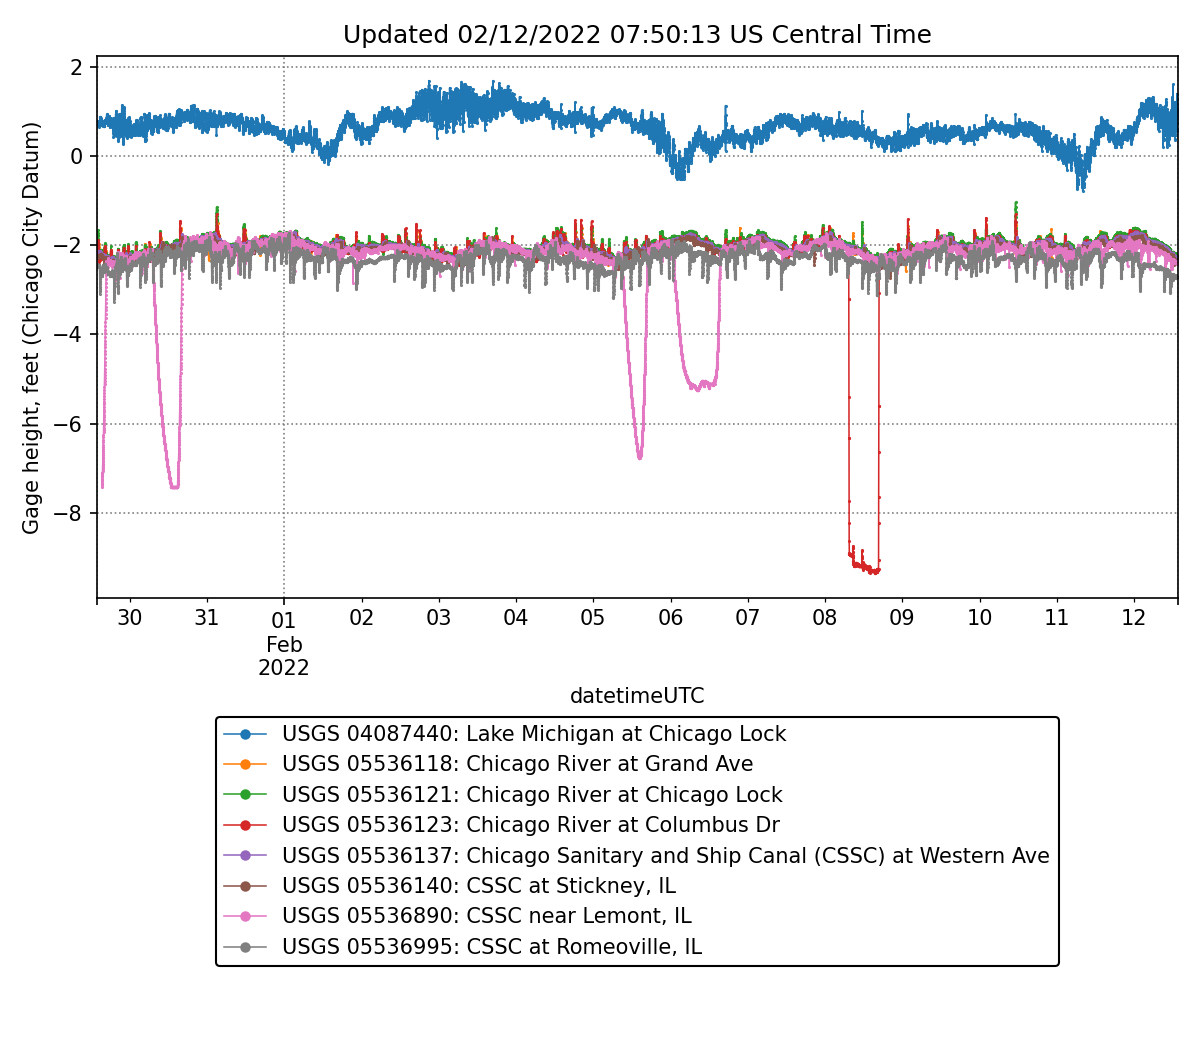 Updated 02/12/2022 07:50:13 US Central Time
Gage height, feet (Chicago City Datum)
2
0
−2
−4
−6
−8
30 31 01 02 03 04 05 06 07 08 09 10 11 12
Feb
2022
datetimeUTC
USGS 04087440: Lake Michigan at Chicago Lock
USGS 05536118: Chicago River at Grand Ave
USGS 05536121: Chicago River at Chicago Lock
USGS 05536123: Chicago River at Columbus Dr
USGS 05536137: Chicago Sanitary and Ship Canal (CSSC) at Western Ave
USGS 05536140: CSSC at Stickney, IL
USGS 05536890: CSSC near Lemont, IL
USGS 05536995: CSSC at Romeoville, IL